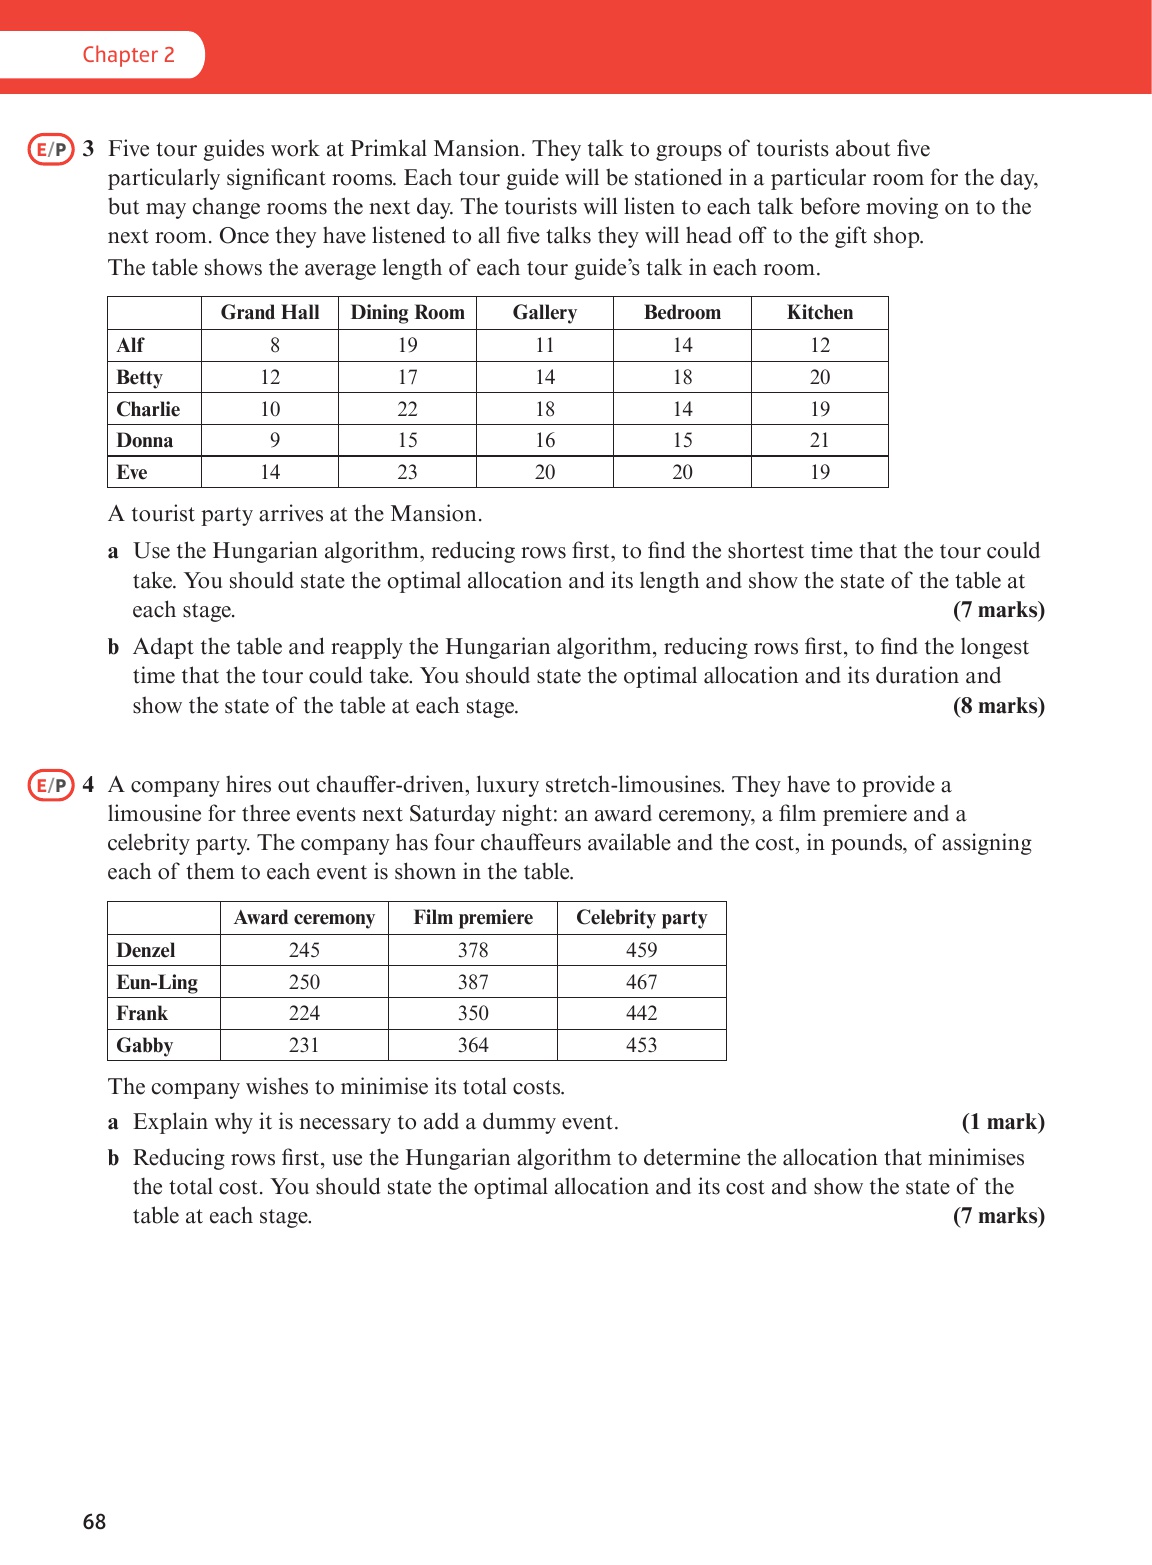 Chapter 2
E/P 3 Five tour guides work at Primkal Mansion. They talk to groups of tourists about five
particularly significant rooms. Each tour guide will be stationed in a particular room for the day,
but may change rooms the next day. The tourists will listen to each talk before moving on to the
next room. Once they have listened to all five talks they will head off to the gift shop.
The table shows the average length of each tour guide’s talk in each room.
Grand Hall Dining Room Gallery Bedroom Kitchen
Alf 8 19 11 14 12
Betty 12 17 14 18 20
Charlie 10 22 18 14 19
Donna 9 15 16 15 21
Eve 14 23 20 20 19
A tourist party arrives at the Mansion.
a Use the Hungarian algorithm, reducing rows first, to find the shortest time that the tour could
take. You should state the optimal allocation and its length and show the state of the table at
each stage. (7 marks)
b Adapt the table and reapply the Hungarian algorithm, reducing rows first, to find the longest
time that the tour could take. You should state the optimal allocation and its duration and
show the state of the table at each stage. (8 marks)
E/P 4 A company hires out chauffer-driven, luxury stretch-limousines. They have to provide a
limousine for three events next Saturday night: an award ceremony, a film premiere and a
celebrity party. The company has four chauffeurs available and the cost, in pounds, of assigning
each of them to each event is shown in the table.
Award ceremony Film premiere Celebrity party
Denzel 245 378 459
Eun-Ling 250 387 467
Frank 224 350 442
Gabby 231 364 453
The company wishes to minimise its total costs.
a Explain why it is necessary to add a dummy event. (1 mark)
b Reducing rows first, use the Hungarian algorithm to determine the allocation that minimises
the total cost. You should state the optimal allocation and its cost and show the state of the
table at each stage. (7 marks)
68